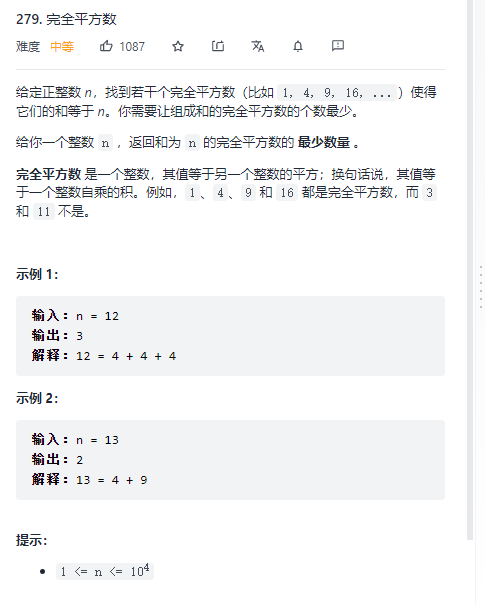 279. 完全平方数
难度 中等 1087
给定正整数 n，找到若干个完全平方数（比如 1, 4, 9, 16, ...）使得
它们的和等于 n。你需要让组成和的完全平方数的个数最少。
给你一个整数 n ，返回和为 n 的完全平方数的 最少数量 。
完全平方数 是一个整数，其值等于另一个整数的平方；换句话说，其值等
于一个整数自乘的积。例如，1、4、9 和 16 都是完全平方数，而 3
和 11 不是。
示例 1：
输入：n = 12
输出：3
解释：12 = 4 + 4 + 4
示例 2：
输入：n = 13
输出：2
解释：13 = 4 + 9
提示：
• 1 <= n <= 10⁴